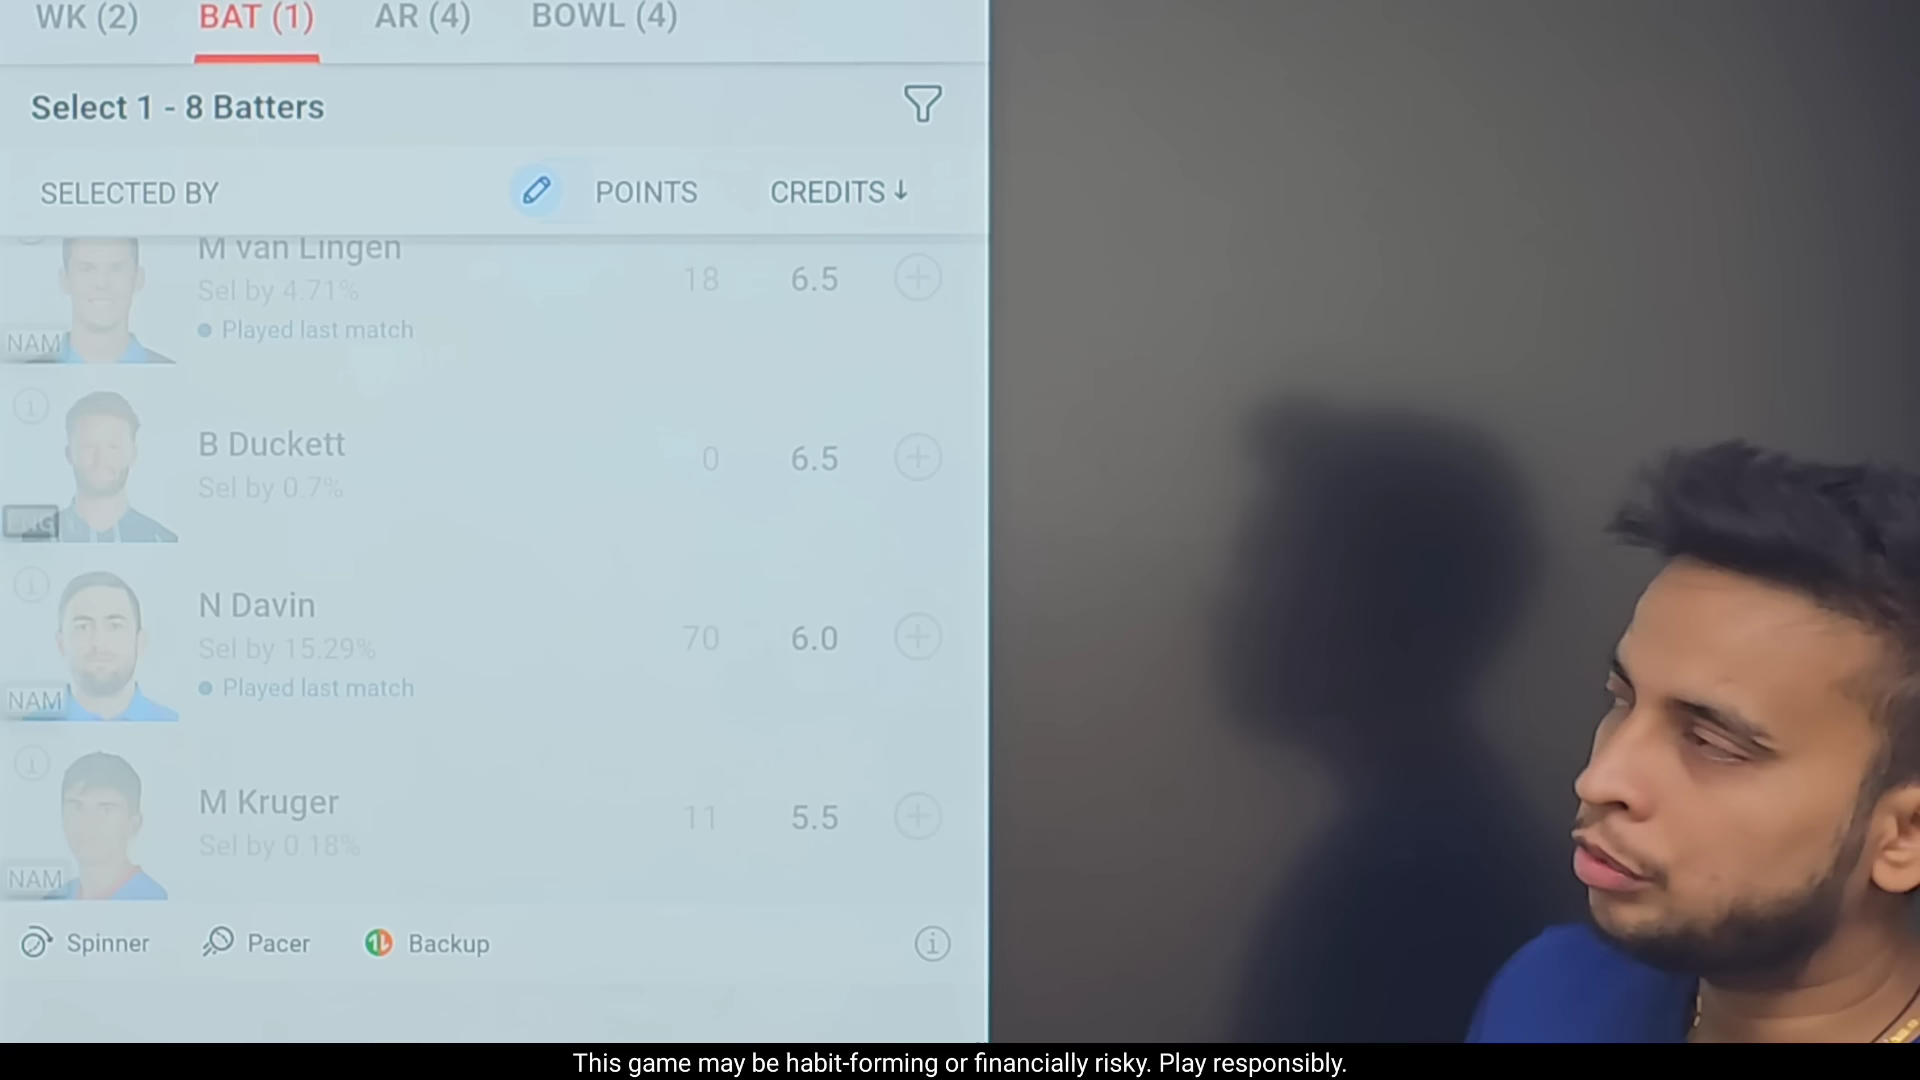 WK (2) BAT (1) AR (4) BOWL (4)
Select 1 - 8 Batters
SELECTED BY POINTS CREDITS ↓
M van Lingen 18 6.5
Sel by 4.71%
Played last match
NAM
B Duckett 0 6.5
Sel by 0.7%
N Davin 70 6.0
Sel by 15.29%
Played last match
NAM
M Kruger 11 5.5
Sel by 0.18%
NAM
Spinner Pacer Backup
This game may be habit-forming or financially risky. Play responsibly.